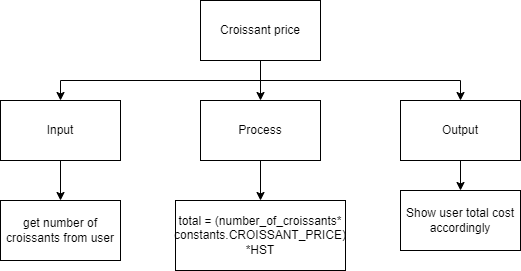 Croissant price
Input
Process
Output
get number of
croissants from user
total = (number_of_croissants*
constants.CROISSANT_PRICE)
*HST
Show user total cost
accordingly